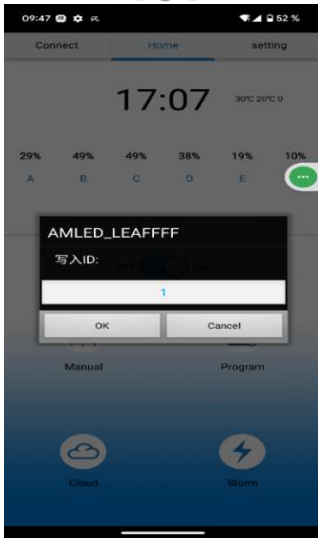 09:47 52 %
Connect Home setting
17:07 30℃ 20℃ 0
29% 49% 49% 38% 19% 10%
A B C D E
AMLED_LEAFFFF
写入ID:
1
OK Cancel
Manual Program
Cloud Storm